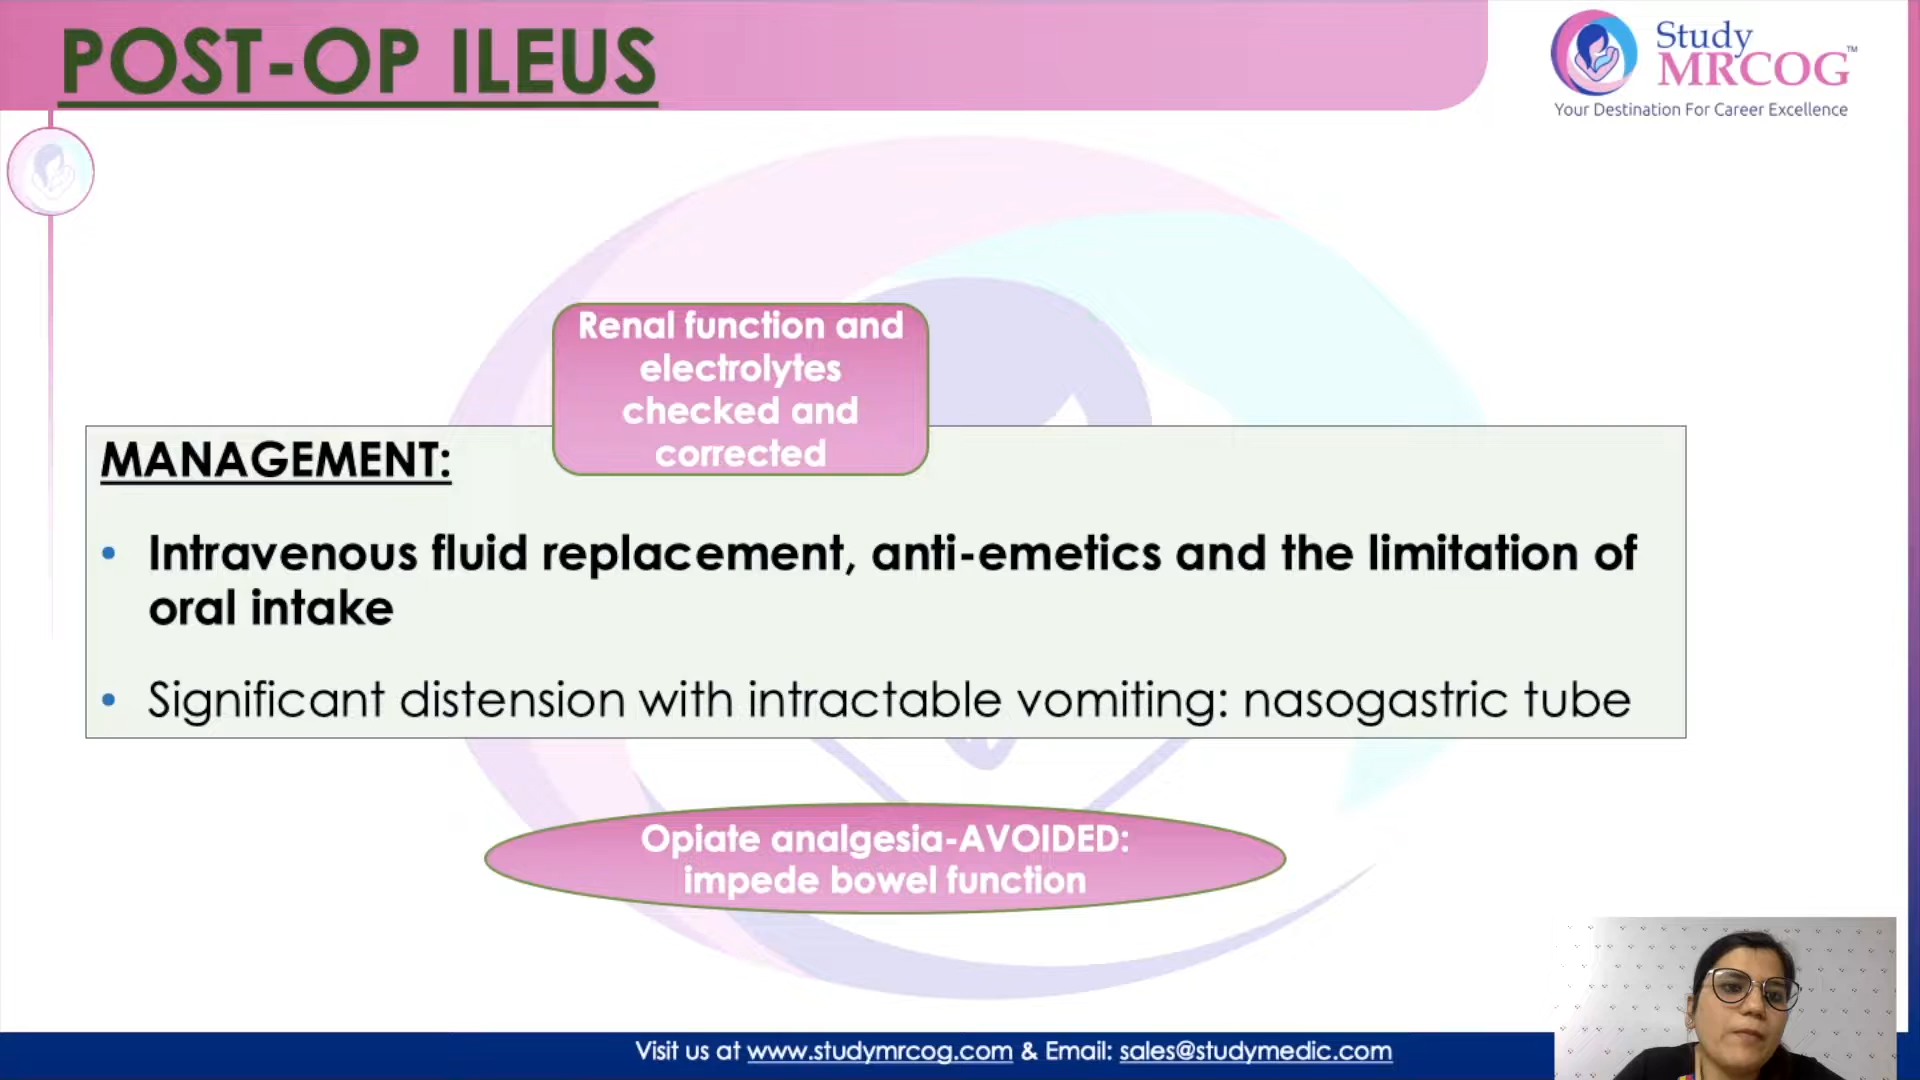 POST-OP ILEUS
Study
MRCOG™
Your Destination For Career Excellence
Renal function and
electrolytes
checked and
corrected
MANAGEMENT:
• Intravenous fluid replacement, anti-emetics and the limitation of
oral intake
• Significant distension with intractable vomiting: nasogastric tube
Opiate analgesia-AVOIDED:
impede bowel function
Visit us at www.studymrcog.com & Email: sales@studymedic.com